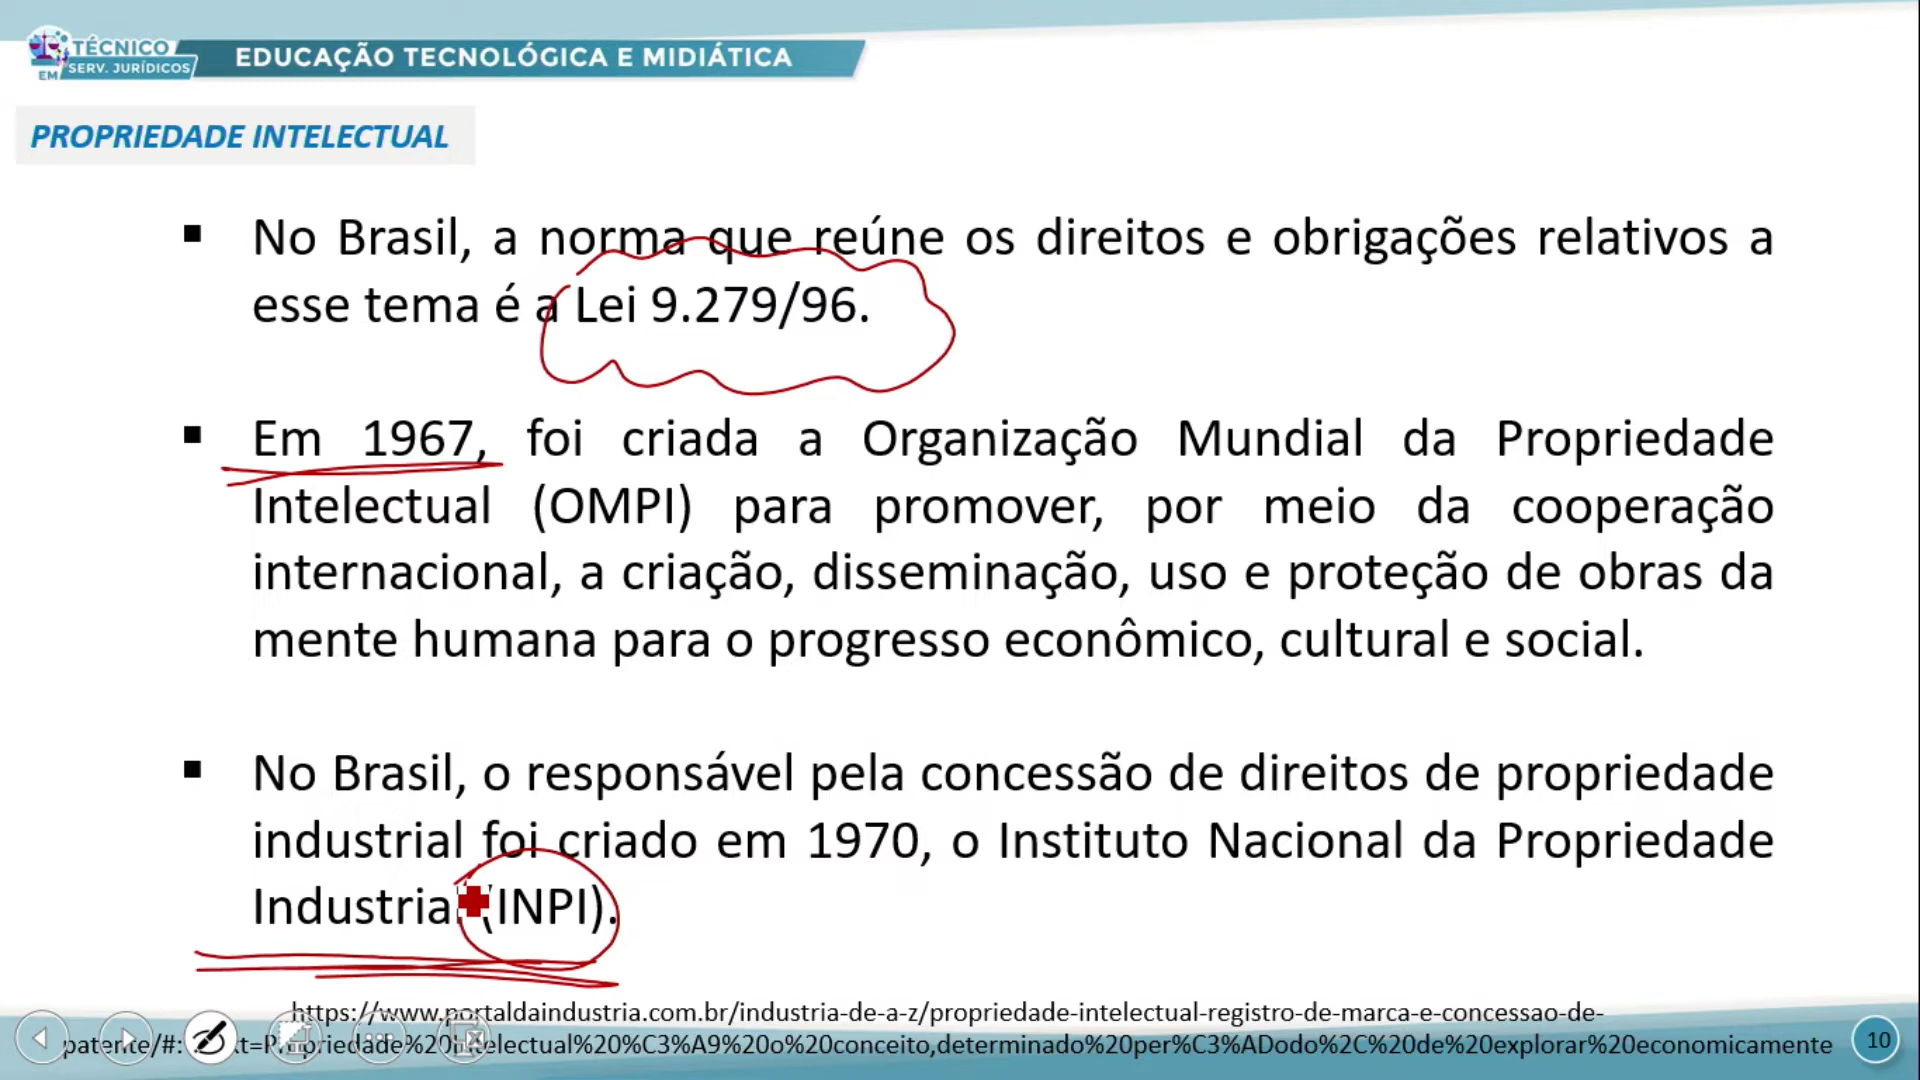 TÉCNICO
EM SERV. JURÍDICOS
EDUCAÇÃO TECNOLÓGICA E MIDIÁTICA
PROPRIEDADE INTELECTUAL
▪ No Brasil, a norma que reúne os direitos e obrigações relativos a
esse tema é a Lei 9.279/96.
▪ Em 1967, foi criada a Organização Mundial da Propriedade
Intelectual (OMPI) para promover, por meio da cooperação
internacional, a criação, disseminação, uso e proteção de obras da
mente humana para o progresso econômico, cultural e social.
▪ No Brasil, o responsável pela concessão de direitos de propriedade
industrial foi criado em 1970, o Instituto Nacional da Propriedade
Industrial (INPI).
https://www.portaldaindustria.com.br/industria-de-a-z/propriedade-intelectual-registro-de-marca-e-concessao-de-
patente/#: t=Propriedade%20intelectual%20%C3%A9%20o%20conceito,determinado%20per%C3%ADodo%2C%20de%20explorar%20economicamente
10